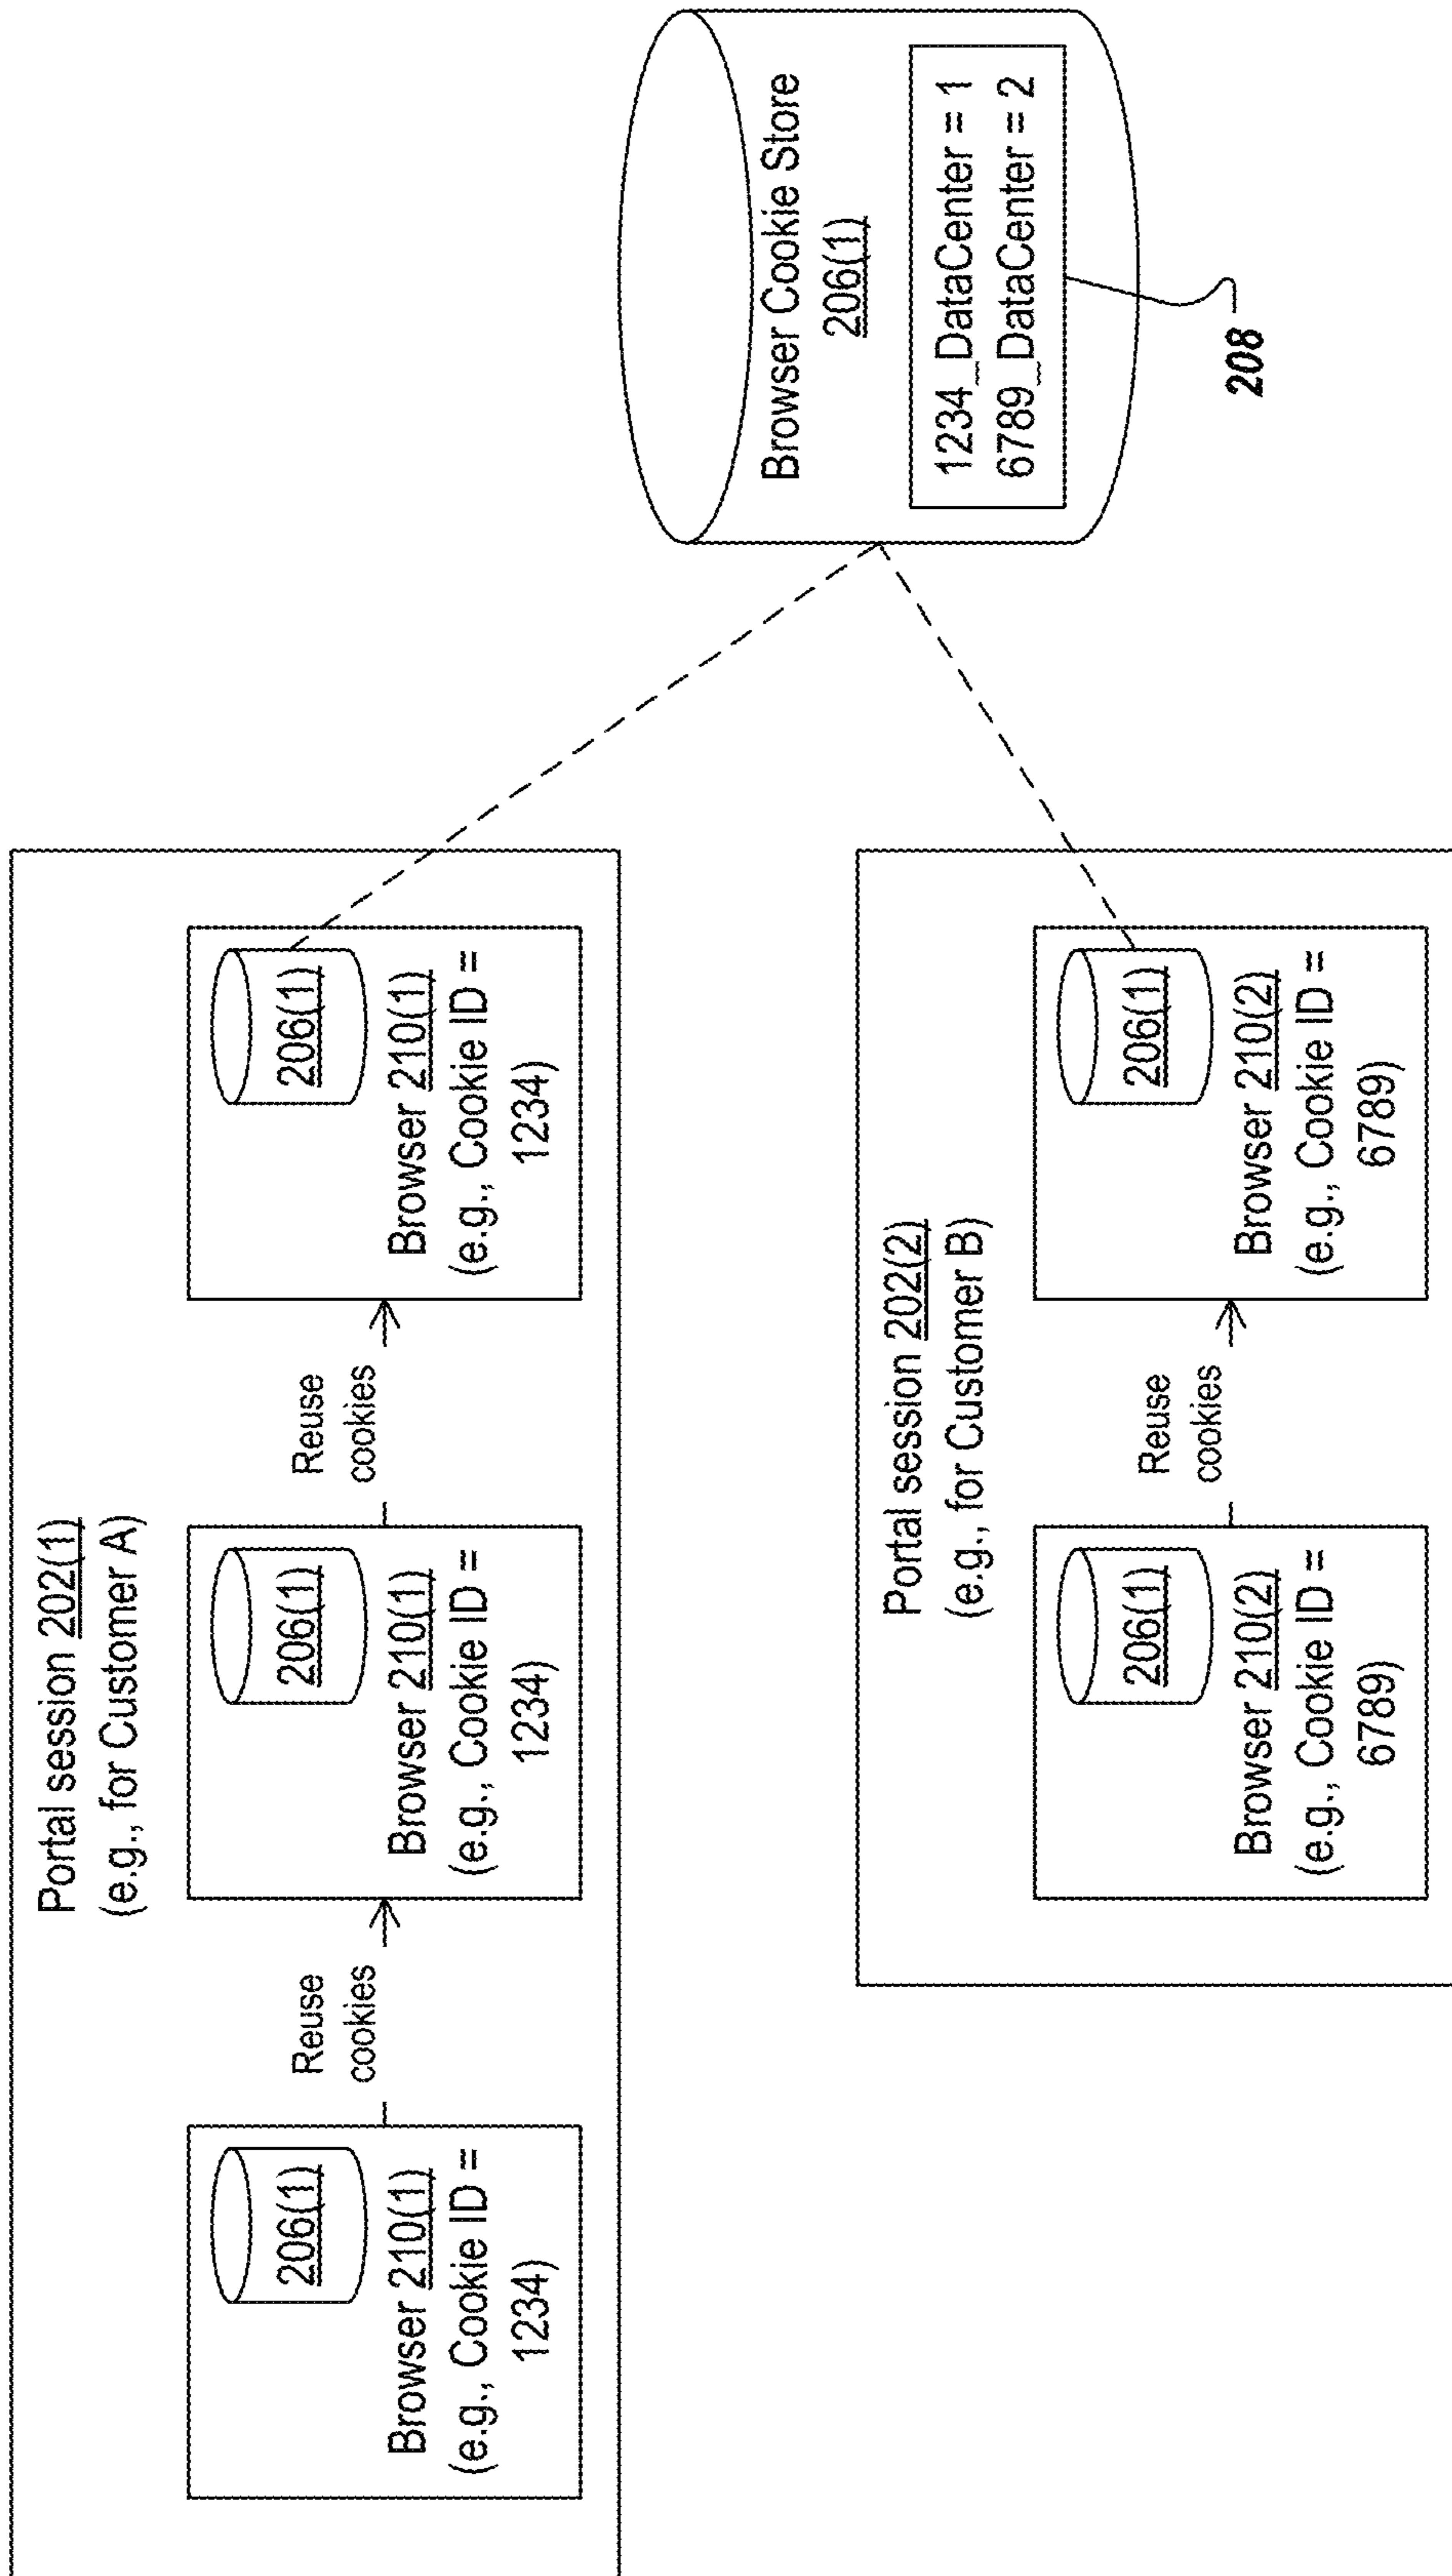 Portal session 202(1)
(e.g., for Customer A)
206(1)
Browser 210(1)
(e.g., Cookie ID =
1234)
Reuse
cookies
206(1)
Browser 210(1)
(e.g., Cookie ID =
1234)
Reuse
cookies
206(1)
Browser 210(1)
(e.g., Cookie ID =
1234)
Portal session 202(2)
(e.g., for Customer B)
206(1)
Browser 210(2)
(e.g., Cookie ID =
6789)
Reuse
cookies
206(1)
Browser 210(2)
(e.g., Cookie ID =
6789)
Browser Cookie Store
206(1)
1234_DataCenter = 1
6789_DataCenter = 2
208